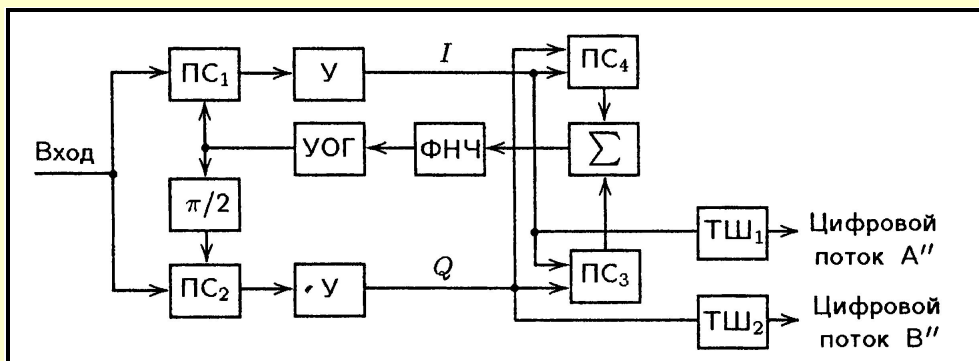 ПС₁
У
I
ПС₄
Вход
УОГ
ФНЧ
Σ
π/2
ТШ₁
Цифровой
поток А″
ПС₂
У
Q
ПС₃
ТШ₂
Цифровой
поток В″